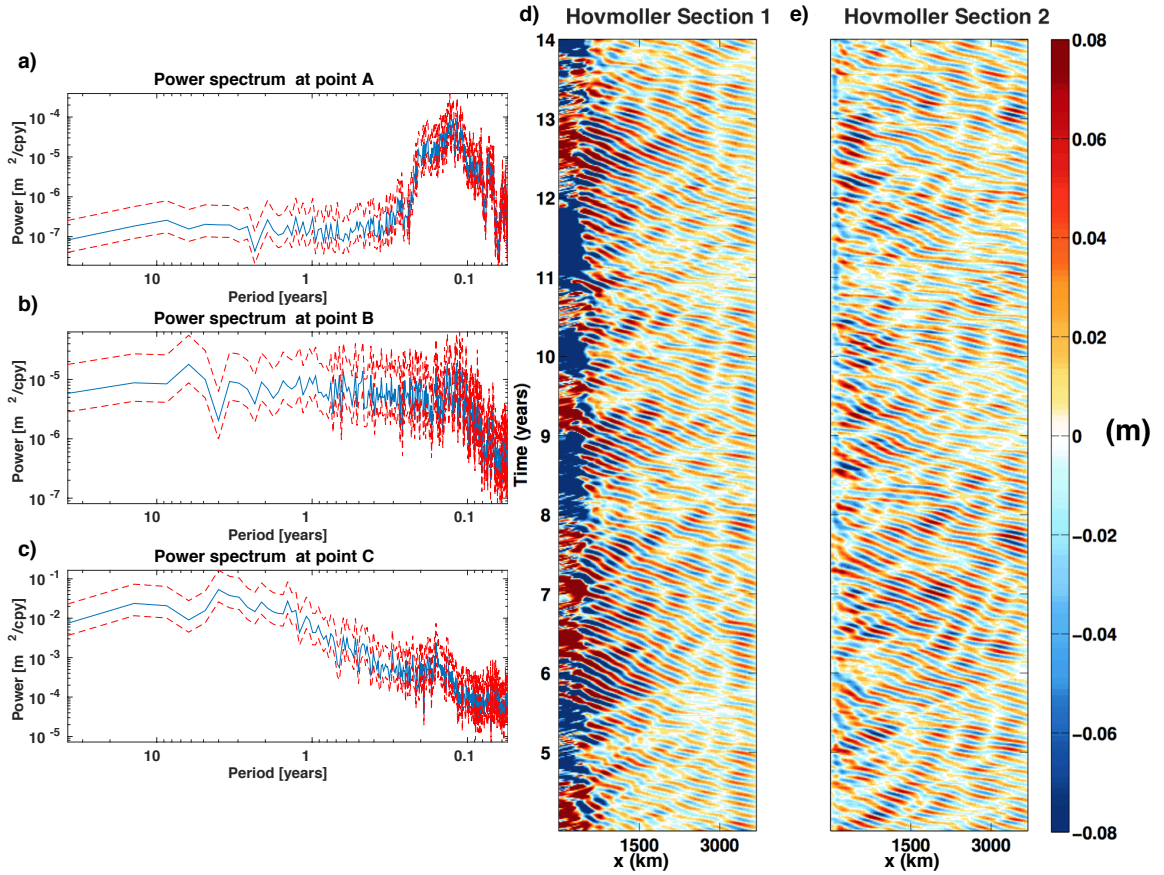 a)
Power spectrum at point A
Power [m 2/cpy]
10-4
10-5
10-6
10-7
10 1 0.1
Period [years]
b)
Power spectrum at point B
Power [m 2/cpy]
10-5
10-6
10-7
10 1 0.1
Period [years]
c)
Power spectrum at point C
Power [m 2/cpy]
10-1
10-2
10-3
10-4
10-5
10 1 0.1
Period [years]
d) Hovmoller Section 1
Time (years)
14
13
12
11
10
9
8
7
6
5
1500 3000
x (km)
e) Hovmoller Section 2
1500 3000
x (km)
0.08
0.06
0.04
0.02
0
−0.02
−0.04
−0.06
−0.08
(m)